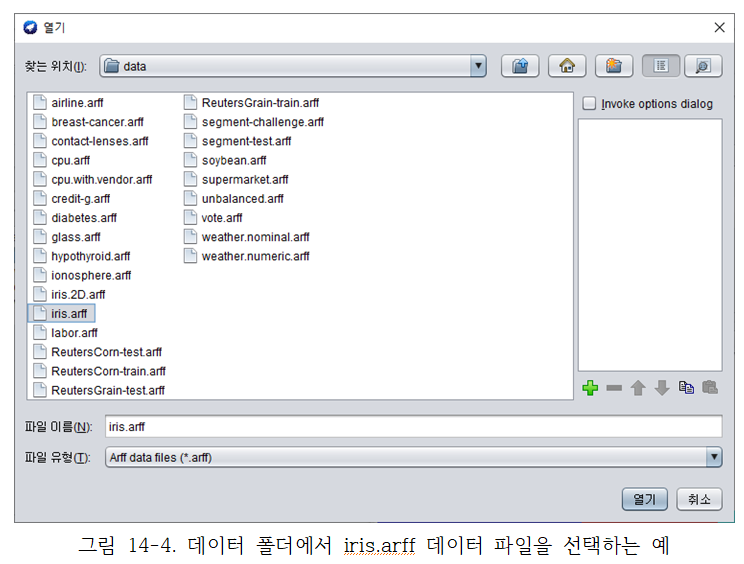 열기
찾는 위치(I):
data
airline.arff
breast-cancer.arff
contact-lenses.arff
cpu.arff
cpu.with.vendor.arff
credit-g.arff
diabetes.arff
glass.arff
hypothyroid.arff
ionosphere.arff
iris.2D.arff
iris.arff
labor.arff
ReutersCorn-test.arff
ReutersCorn-train.arff
ReutersGrain-test.arff
ReutersGrain-train.arff
segment-challenge.arff
segment-test.arff
soybean.arff
supermarket.arff
unbalanced.arff
vote.arff
weather.nominal.arff
weather.numeric.arff
Invoke options dialog
파일 이름(N): iris.arff
파일 유형(T): Arff data files (*.arff)
열기 취소
그림 14-4. 데이터 폴더에서 iris.arff 데이터 파일을 선택하는 예